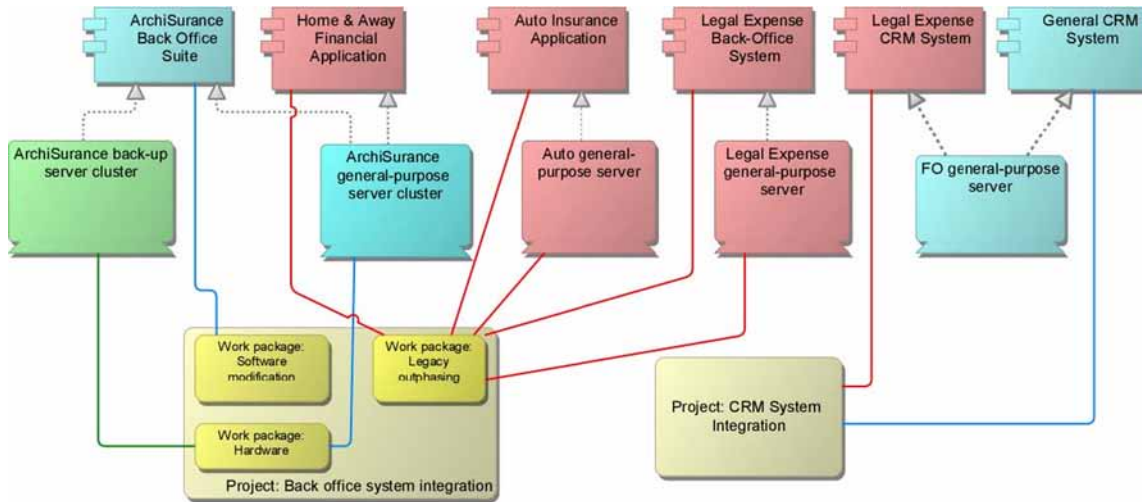 ArchiSurance
Back Office
Suite
Home & Away
Financial
Application
Auto Insurance
Application
Legal Expense
Back-Office
System
Legal Expense
CRM System
General CRM
System
ArchiSurance back-up
server cluster
ArchiSurance
general-purpose
server cluster
Auto general-
purpose server
Legal Expense
general-purpose
server
FO general-purpose
server
Work package:
Software
modification
Work package:
Legacy
outphasing
Work package:
Hardware
Project: Back office system integration
Project: CRM System
Integration